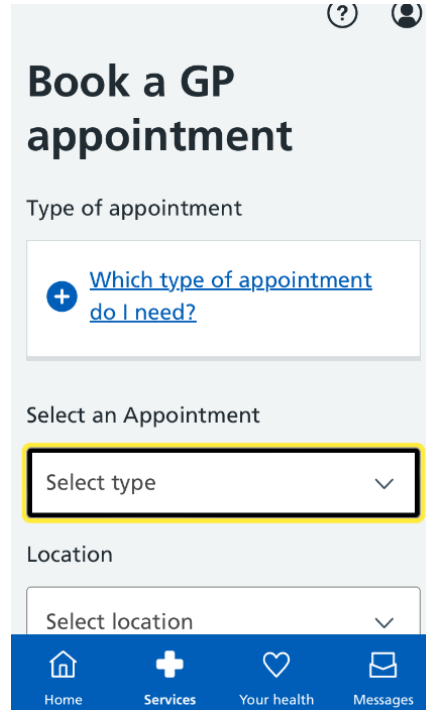 Book a GP
appointment
Type of appointment
Which type of appointment
do I need?
Select an Appointment
Select type
Location
Select location
Home Services Your health Messages